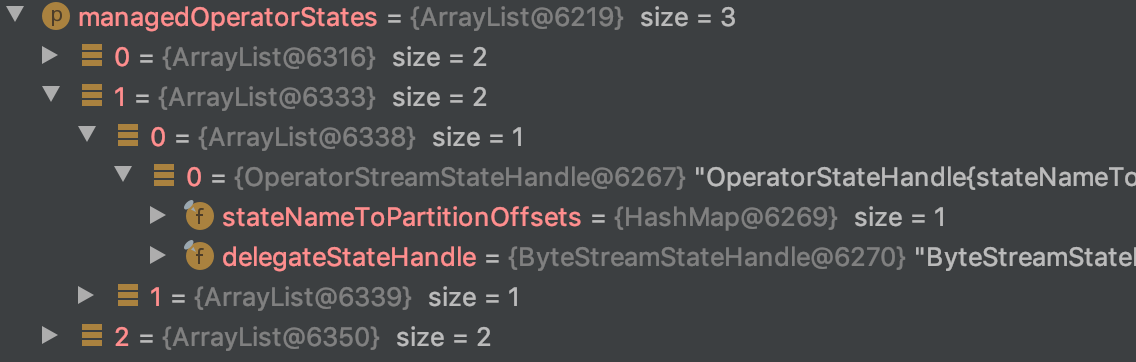 p managedOperatorStates = {ArrayList@6219} size = 3
0 = {ArrayList@6316} size = 2
1 = {ArrayList@6333} size = 2
0 = {ArrayList@6338} size = 1
0 = {OperatorStreamStateHandle@6267} "OperatorStateHandle{stateNameTo
f stateNameToPartitionOffsets = {HashMap@6269} size = 1
f delegateStateHandle = {ByteStreamStateHandle@6270} "ByteStreamState
1 = {ArrayList@6339} size = 1
2 = {ArrayList@6350} size = 2